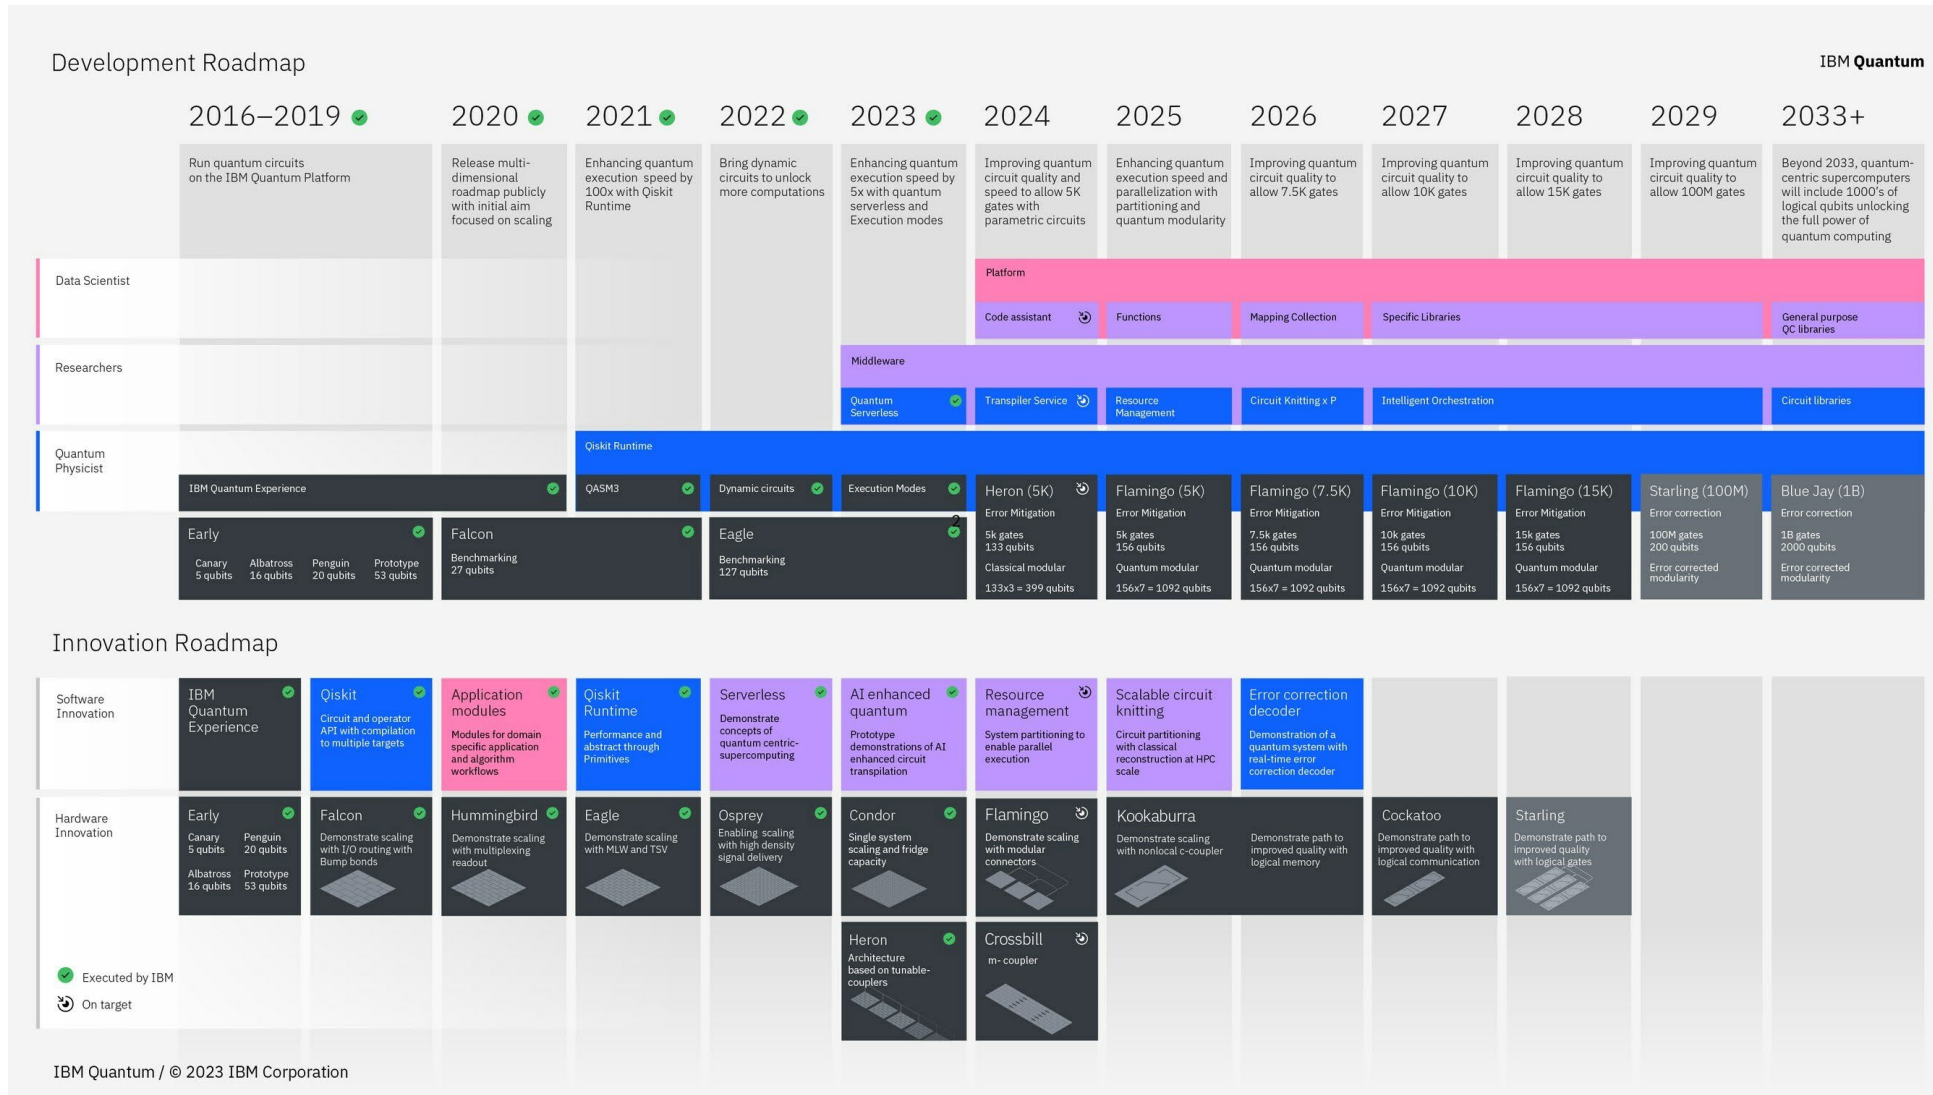 Development Roadmap
IBM Quantum
2016–2019
2020
2021
2022
2023
2024
2025
2026
2027
2028
2029
2033+
Run quantum circuits
on the IBM Quantum Platform
Release multi-
dimensional
roadmap publicly
with initial aim
focused on scaling
Enhancing quantum
execution speed by
100x with Qiskit
Runtime
Bring dynamic
circuits to unlock
more computations
Enhancing quantum
execution speed by
5x with quantum
serverless and
Execution modes
Improving quantum
circuit quality and
speed to allow 5K
gates with
parametric circuits
Enhancing quantum
execution speed and
parallelization with
partitioning and
quantum modularity
Improving quantum
circuit quality to
allow 7.5K gates
Improving quantum
circuit quality to
allow 10K gates
Improving quantum
circuit quality to
allow 15K gates
Improving quantum
circuit quality to
allow 100M gates
Beyond 2033, quantum-
centric supercomputers
will include 1000's of
logical qubits unlocking
the full power of
quantum computing
Data Scientist
Platform
Code assistant
Functions
Mapping Collection
Specific Libraries
General purpose
QC libraries
Researchers
Middleware
Quantum
Serverless
Transpiler Service
Resource
Management
Circuit Knitting x P
Intelligent Orchestration
Circuit libraries
Quantum
Physicist
Qiskit Runtime
IBM Quantum Experience
QASM3
Dynamic circuits
Execution Modes
2
Early
Canary
5 qubits
Albatross
16 qubits
Penguin
20 qubits
Prototype
53 qubits
Falcon
Benchmarking
27 qubits
Eagle
Benchmarking
127 qubits
Heron (5K)
Error Mitigation
5k gates
133 qubits
Classical modular
133x3 = 399 qubits
Flamingo (5K)
Error Mitigation
5k gates
156 qubits
Quantum modular
156x7 = 1092 qubits
Flamingo (7.5K)
Error Mitigation
7.5k gates
156 qubits
Quantum modular
156x7 = 1092 qubits
Flamingo (10K)
Error Mitigation
10k gates
156 qubits
Quantum modular
156x7 = 1092 qubits
Flamingo (15K)
Error Mitigation
15k gates
156 qubits
Quantum modular
156x7 = 1092 qubits
Starling (100M)
Error correction
100M gates
200 qubits
Error corrected
modularity
Blue Jay (1B)
Error correction
1B gates
2000 qubits
Error corrected
modularity
Innovation Roadmap
Software
Innovation
IBM
Quantum
Experience
Qiskit
Circuit and operator
API with compilation
to multiple targets
Application
modules
Modules for domain
specific application
and algorithm
workflows
Qiskit
Runtime
Performance and
abstract through
Primitives
Serverless
Demonstrate
concepts of
quantum centric-
supercomputing
AI enhanced
quantum
Prototype
demonstrations of AI
enhanced circuit
transpilation
Resource
management
System partitioning to
enable parallel
execution
Scalable circuit
knitting
Circuit partitioning
with classical
reconstruction at HPC
scale
Error correction
decoder
Demonstration of a
quantum system with
real-time error
correction decoder
Hardware
Innovation
Early
Canary
5 qubits
Penguin
20 qubits
Albatross
16 qubits
Prototype
53 qubits
Falcon
Demonstrate scaling
with I/O routing with
Bump bonds
Hummingbird
Demonstrate scaling
with multiplexing
readout
Eagle
Demonstrate scaling
with MLW and TSV
Osprey
Enabling scaling
with high density
signal delivery
Condor
Single system
scaling and fridge
capacity
Flamingo
Demonstrate scaling
with modular
connectors
Kookaburra
Demonstrate scaling
with nonlocal c-coupler
Demonstrate path to
improved quality with
logical memory
Cockatoo
Demonstrate path to
improved quality with
logical communication
Starling
Demonstrate path to
improved quality
with logical gates
Heron
Architecture
based on tunable-
couplers
Crossbill
m- coupler
Executed by IBM
On target
IBM Quantum / © 2023 IBM Corporation